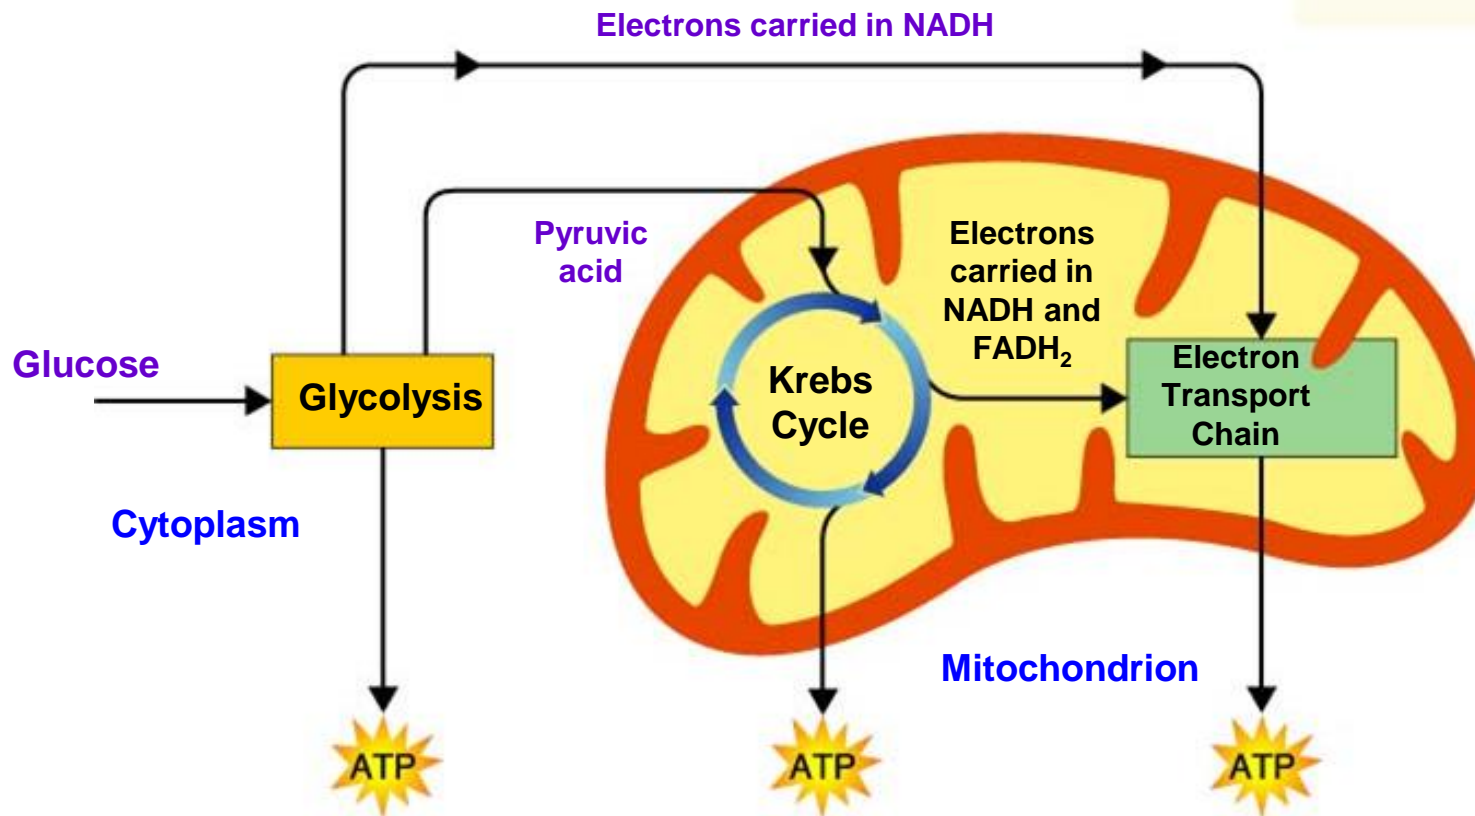 Electrons carried in NADH
Pyruvic
acid
Electrons
carried in
NADH and
FADH₂
Glucose
Glycolysis
Krebs
Cycle
Electron
Transport
Chain
Cytoplasm
Mitochondrion
ATP
ATP
ATP